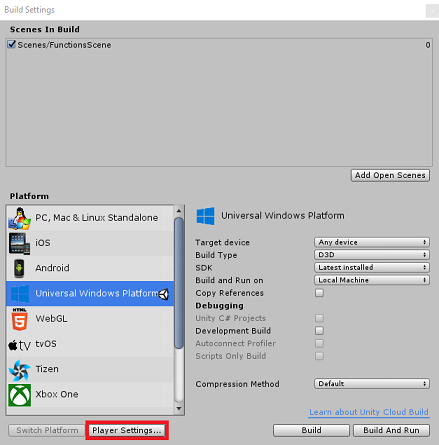 Build Settings
Scenes In Build
Scenes/FunctionsScene 0
Add Open Scenes
Platform
PC, Mac & Linux Standalone
iOS
Android
Universal Windows Platform
HTML
5
WebGL
tv
tvOS
Tizen
Xbox One
Universal Windows Platform
Target device Any device
Build Type D3D
SDK Latest installed
Build and Run on Local Machine
Copy References
Debugging
Unity C# Projects
Development Build
Autoconnect Profiler
Scripts Only Build
Compression Method Default
Learn about Unity Cloud Build
Switch Platform Player Settings... Build Build And Run